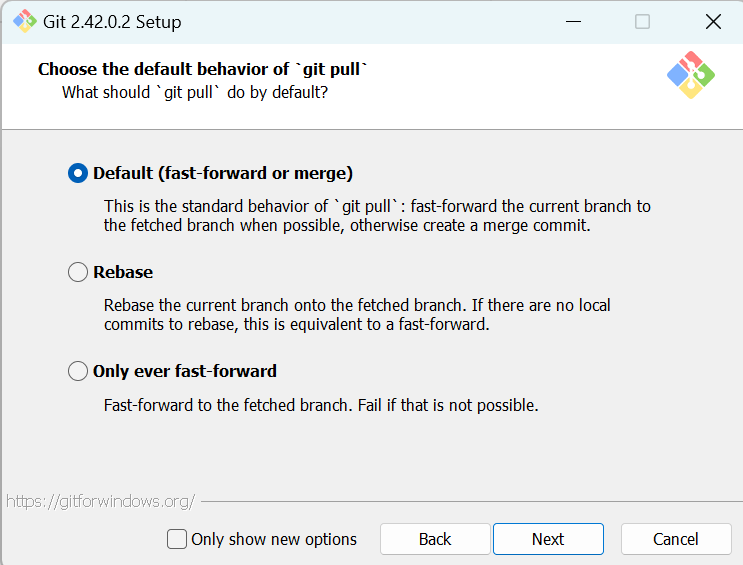 Git 2.42.0.2 Setup
Choose the default behavior of `git pull`
What should `git pull` do by default?
Default (fast-forward or merge)
This is the standard behavior of `git pull`: fast-forward the current branch to
the fetched branch when possible, otherwise create a merge commit.
Rebase
Rebase the current branch onto the fetched branch. If there are no local
commits to rebase, this is equivalent to a fast-forward.
Only ever fast-forward
Fast-forward to the fetched branch. Fail if that is not possible.
https://gitforwindows.org/
Only show new options
Back
Next
Cancel